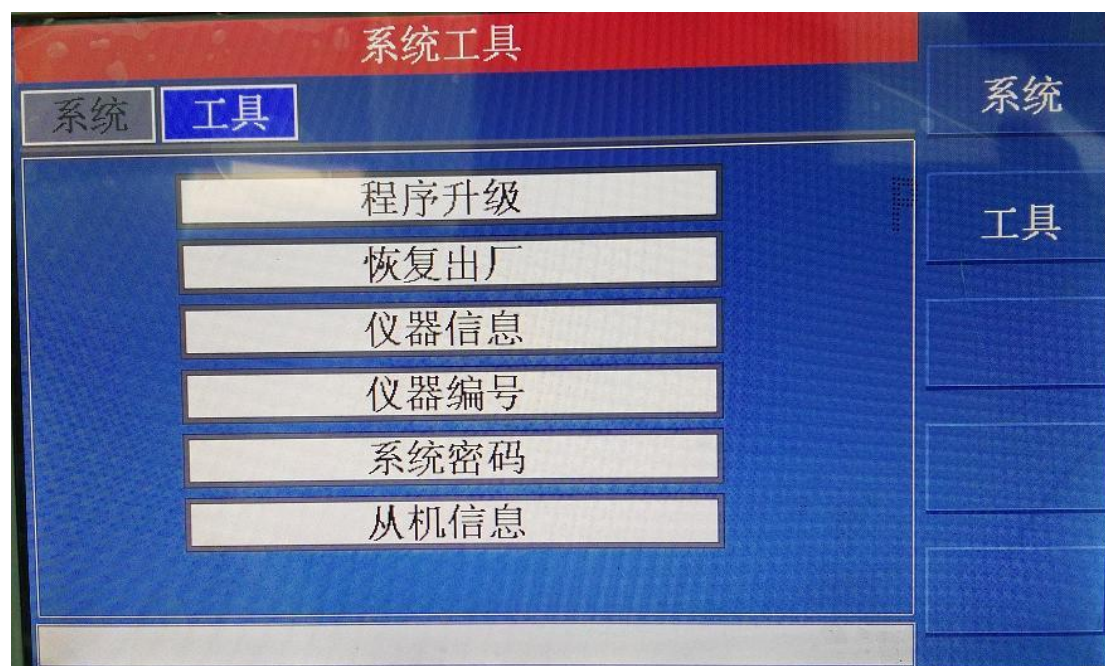 系统工具
系统 工具
程序升级
恢复出厂
仪器信息
仪器编号
系统密码
从机信息
系统
工具